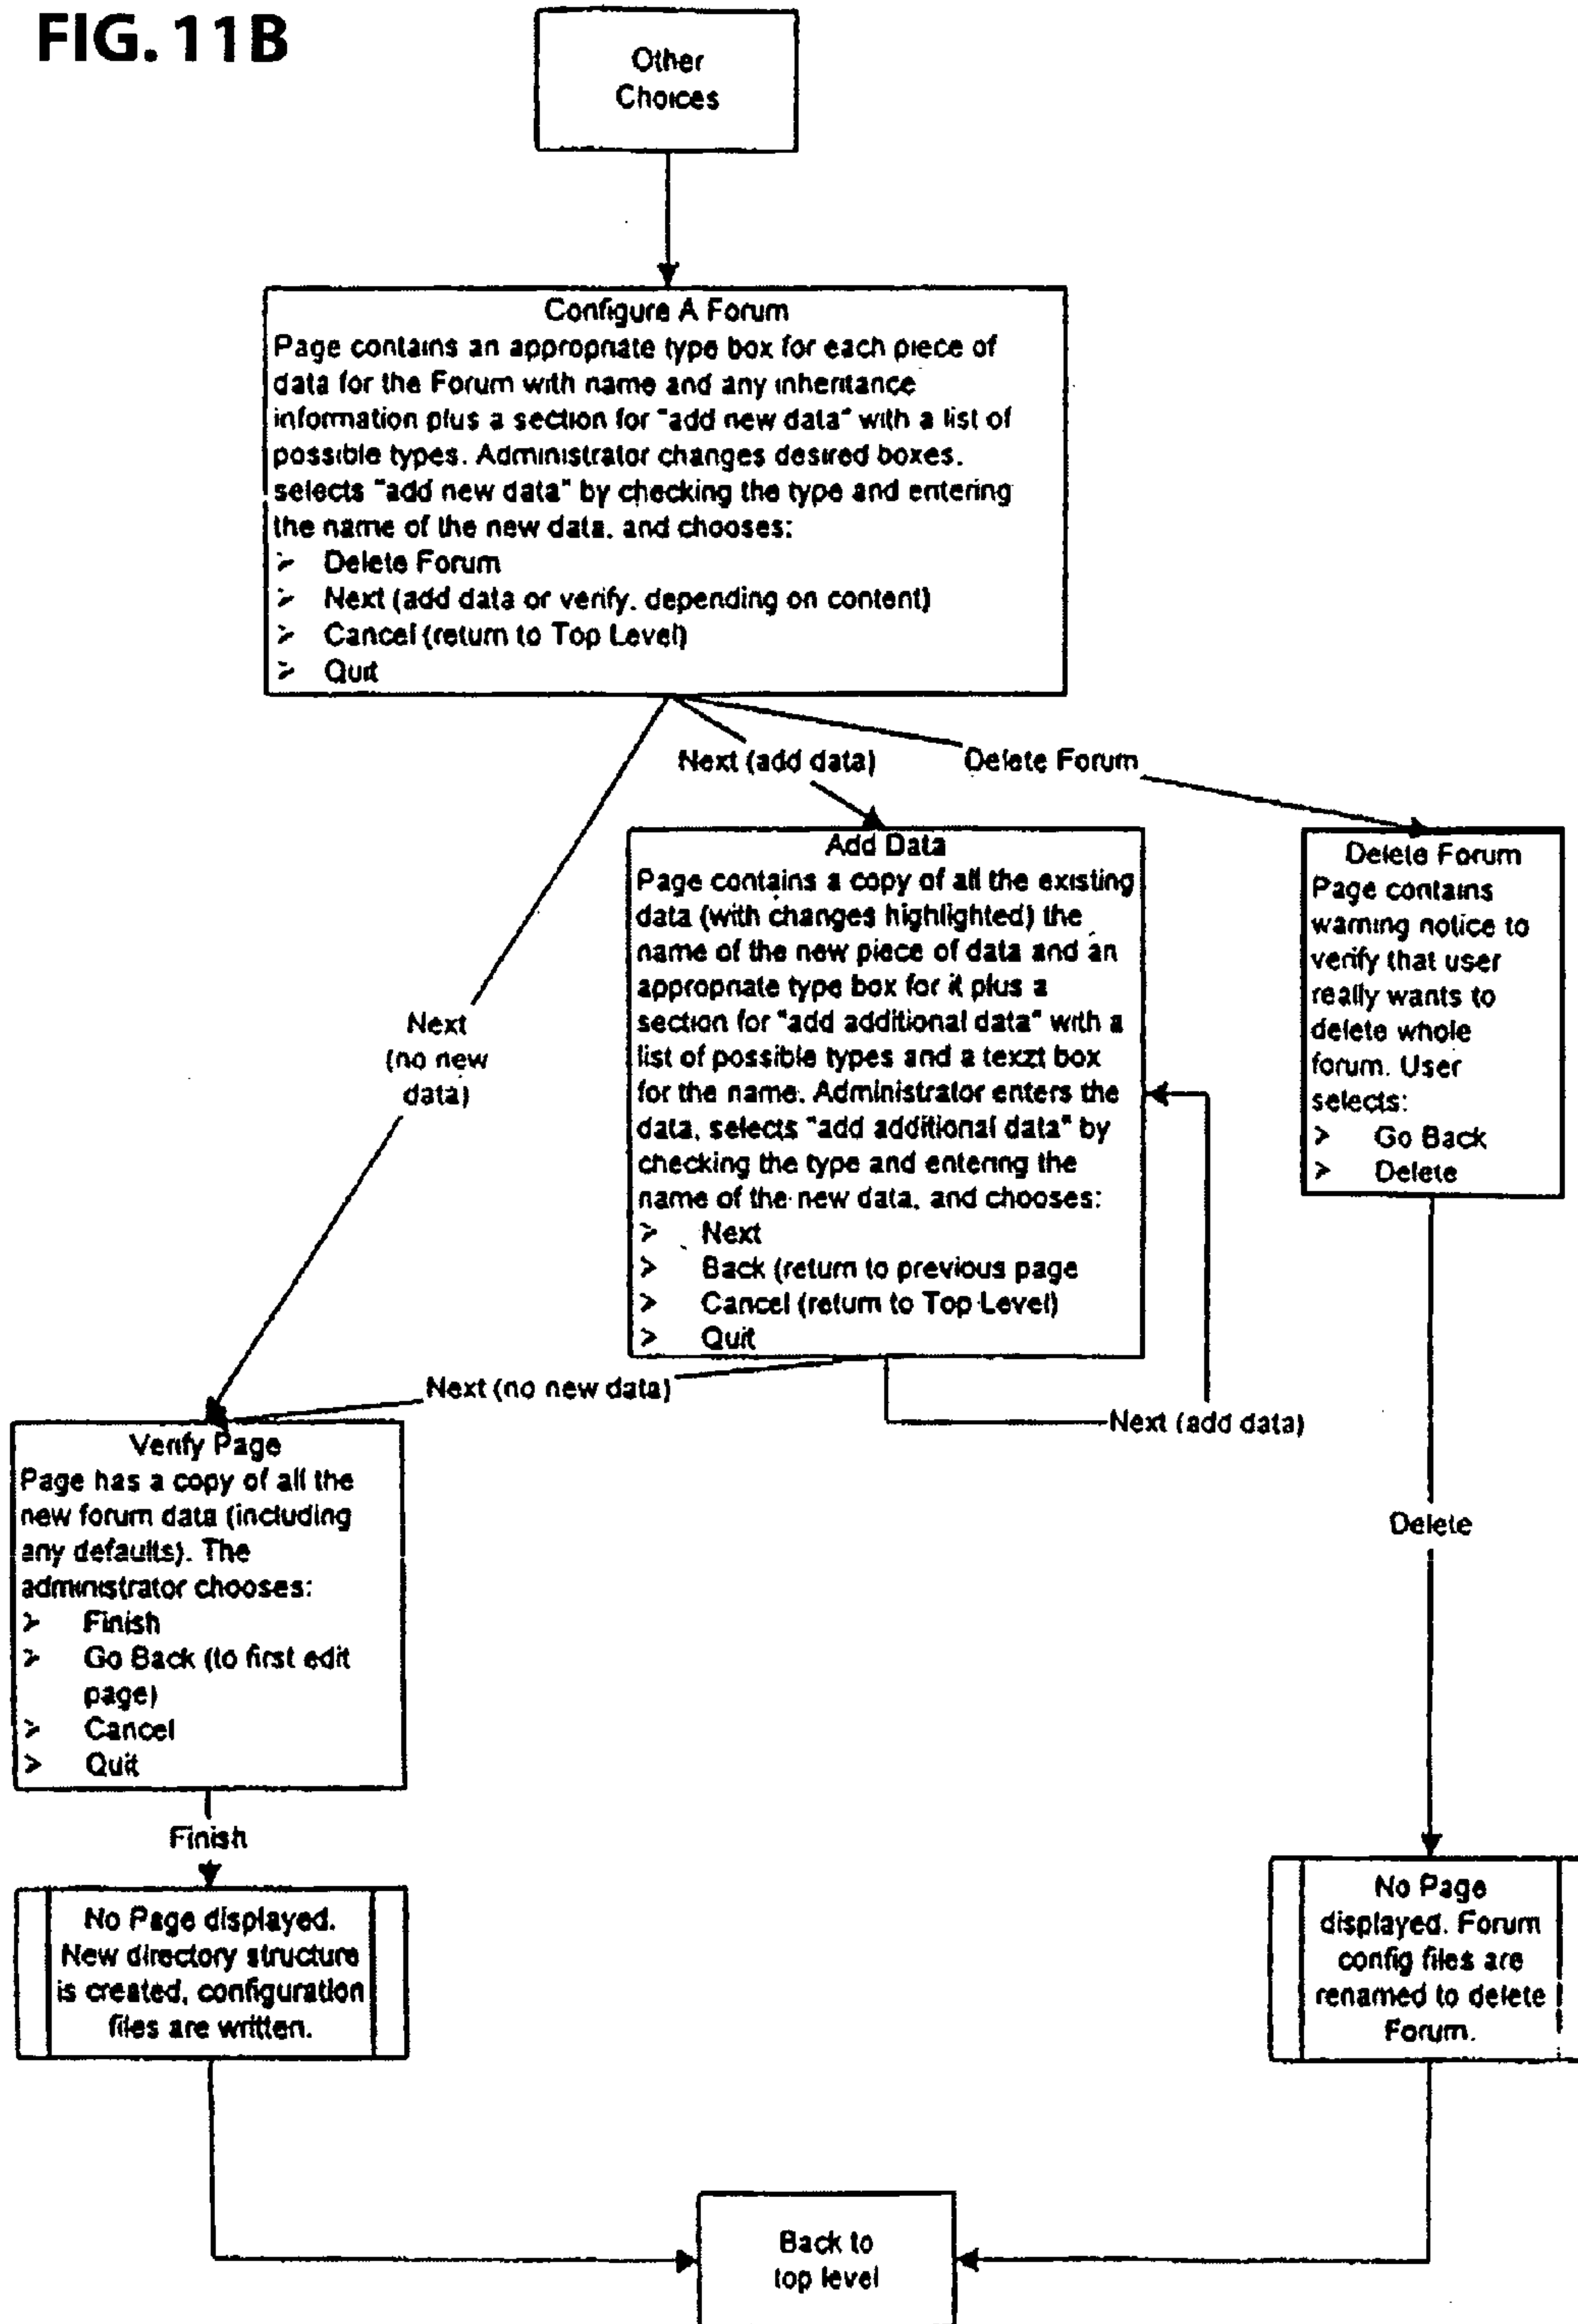 FIG. 11B
Other
Choices
Configure A Forum
Page contains an appropriate type box for each piece of
data for the Forum with name and any inheritance
information plus a section for "add new data" with a list of
possible types. Administrator changes desired boxes.
selects "add new data" by checking the type and entering
the name of the new data, and chooses:
> Delete Forum
> Next (add data or verify, depending on content)
> Cancel (return to Top Level)
> Quit
Next (add data)
Delete Forum
Add Data
Page contains a copy of all the existing
data (with changes highlighted) the
name of the new piece of data and an
appropriate type box for it plus a
section for "add additional data" with a
list of possible types and a texzt box
for the name. Administrator enters the
data, selects "add additional data" by
checking the type and entering the
name of the new data, and chooses:
> Next
> Back (return to previous page
> Cancel (return to Top Level)
> Quit
Delete Forum
Page contains
warning notice to
verify that user
really wants to
delete whole
forum. User
selects:
> Go Back
> Delete
Next
(no new
data)
Next (no new data)
Next (add data)
Verify Page
Page has a copy of all the
new forum data (including
any defaults). The
administrator chooses:
> Finish
> Go Back (to first edit
page)
> Cancel
> Quit
Delete
Finish
No Page displayed.
New directory structure
is created, configuration
files are written.
No Page
displayed. Forum
config files are
renamed to delete
Forum.
Back to
top level